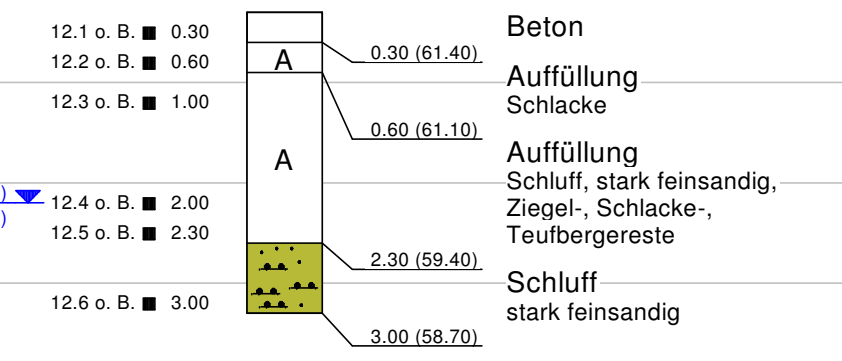 12.1 o. B. 0.30
12.2 o. B. 0.60
12.3 o. B. 1.00
)
)
12.4 o. B. 2.00
12.5 o. B. 2.30
12.6 o. B. 3.00
A
A
0.30 (61.40)
0.60 (61.10)
2.30 (59.40)
3.00 (58.70)
Beton
Auffüllung
Schlacke
Auffüllung
Schluff, stark feinsandig,
Ziegel-, Schlacke-,
Teufbergereste
Schluff
stark feinsandig